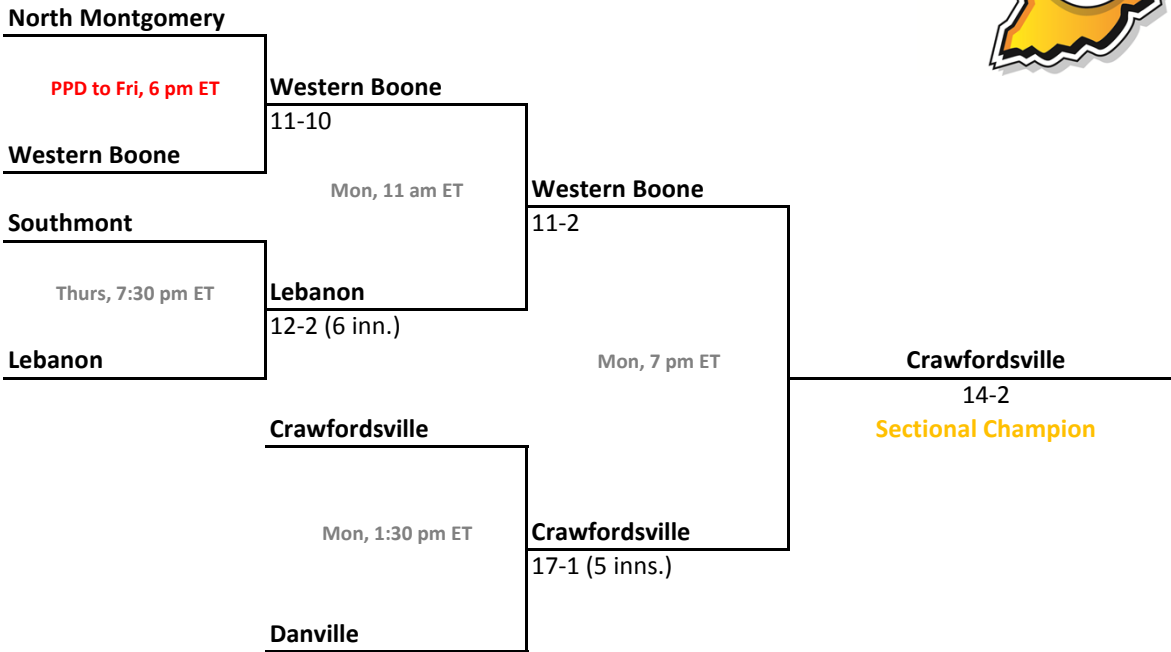 North Montgomery
PPD to Fri, 6 pm ET
Western Boone
11-10
Western Boone
Mon, 11 am ET
Western Boone
11-2
Southmont
Thurs, 7:30 pm ET
Lebanon
12-2 (6 inn.)
Lebanon
Mon, 7 pm ET
Crawfordsville
14-2
Sectional Champion
Crawfordsville
Mon, 1:30 pm ET
Crawfordsville
17-1 (5 inns.)
Danville